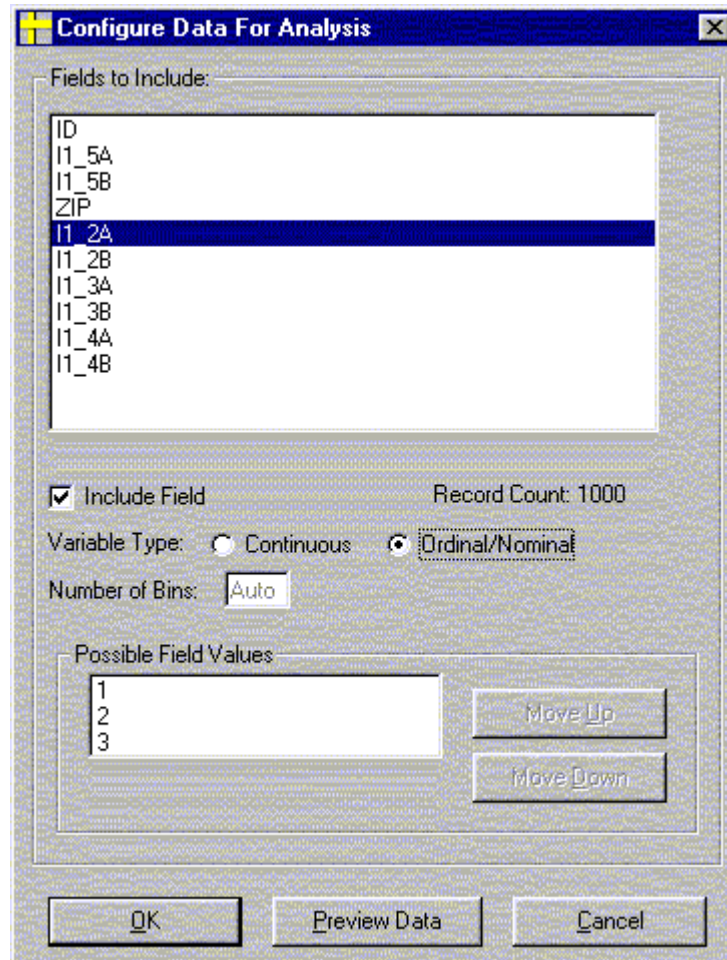 Configure Data For Analysis
Fields to Include:
ID
I1_5A
I1_5B
ZIP
I1_2A
I1_2B
I1_3A
I1_3B
I1_4A
I1_4B
Include Field Record Count: 1000
Variable Type: Continuous Ordinal/Nominal
Number of Bins: Auto
Possible Field Values
1
2
3
Move Up
Move Down
OK Preview Data Cancel